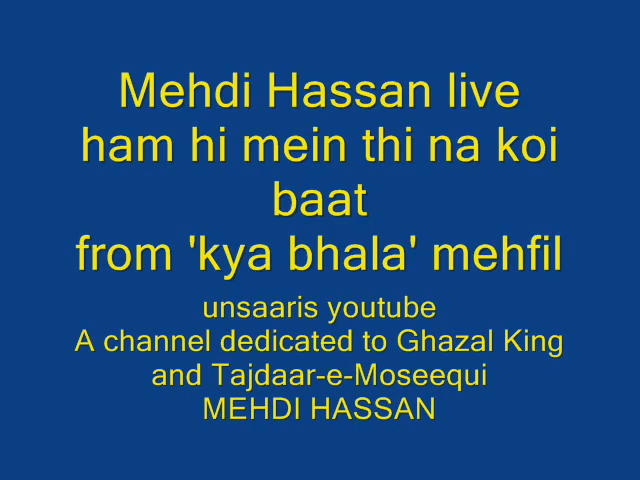 Mehdi Hassan live
ham hi mein thi na koi
baat
from 'kya bhala' mehfil
unsaaris youtube
A channel dedicated to Ghazal King
and Tajdaar-e-Moseequi
MEHDI HASSAN